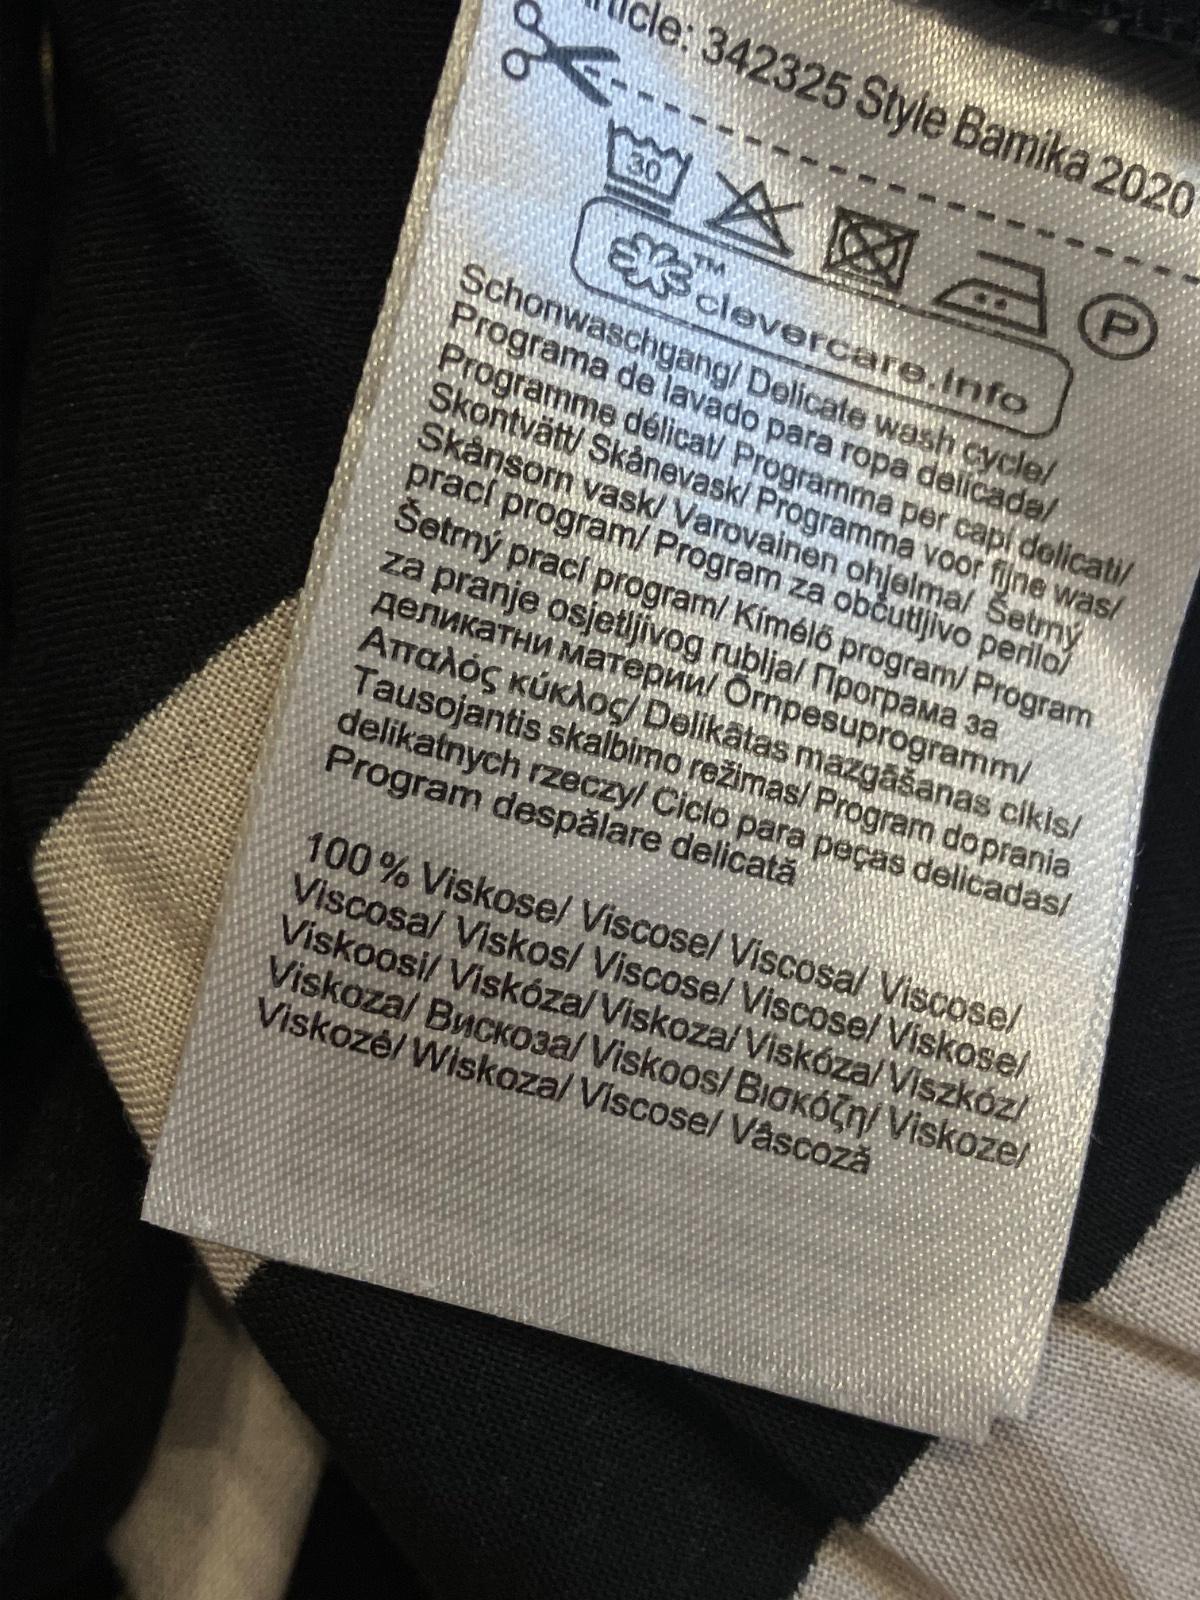 Article: 342325 Style Bamika 2020
30
P
™ clevercare.info
Schonwaschgang/ Delicate wash cycle/
Programa de lavado para ropa delicada/
Programme délicat/ Programma per capi delicati/
Skontvätt/ Skånevask/ Programma voor fijne was/
Skånsom vask/ Varovainen ohjelma/ Šetrný
prací program/ Program za občutljivo perilo/
Šetrný prací program/ Kímélő program/ Program
za pranje osjetljivog rublja/ Програма за
деликатни материи/ Õrnpesuprogramm/
Απαλός κύκλος/ Delikātas mazgāšanas cikls/
Tausojantis skalbimo režimas/ Program do prania
delikatnych rzeczy/ Ciclo para peças delicadas/
Program despălare delicată
100 % Viskose/ Viscose/ Viscosa/ Viscose/
Viscosa/ Viskos/ Viscose/ Viscose/ Viskose/
Viskoosi/ Viskóza/ Viskoza/ Viskóza/ Viszkóz/
Viskoza/ Вискоза/ Viskoos/ Βισκόζη/ Viskoze/
Viskozė/ Wiskoza/ Viscose/ Vâscoză